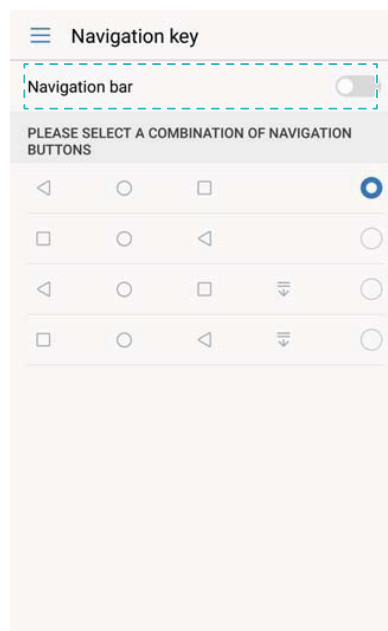 Navigation key
Navigation bar
PLEASE SELECT A COMBINATION OF NAVIGATION
BUTTONS